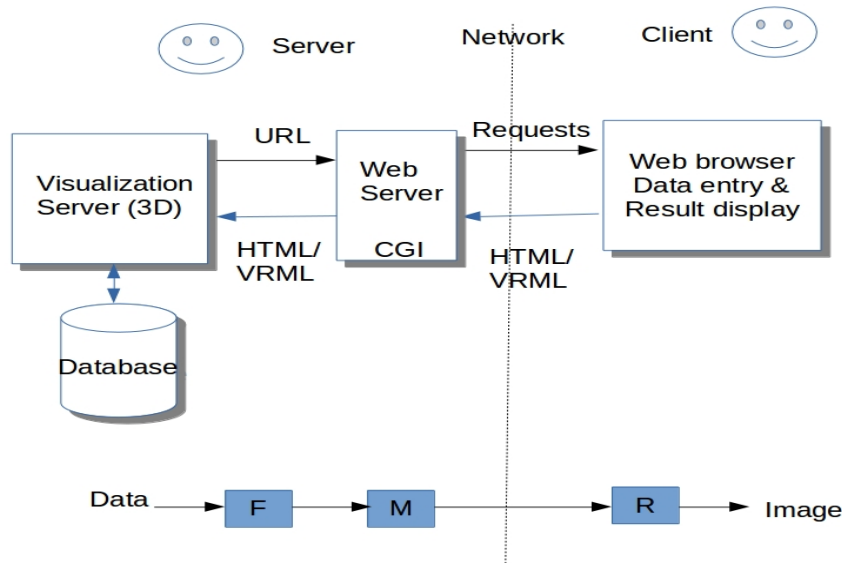 Server
Network
Client
URL
Requests
Visualization
Server (3D)
Web
Server
CGI
Web browser
Data entry &
Result display
HTML/
VRML
HTML/
VRML
Database
Data
F
M
R
Image